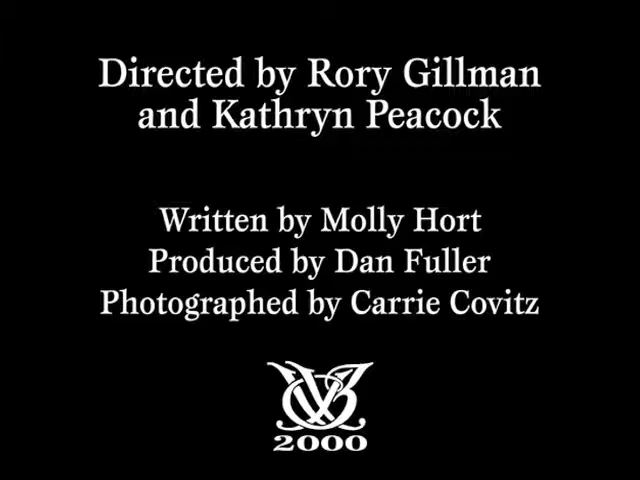 Directed by Rory Gillman
and Kathryn Peacock
Written by Molly Hort
Produced by Dan Fuller
Photographed by Carrie Covitz
2000